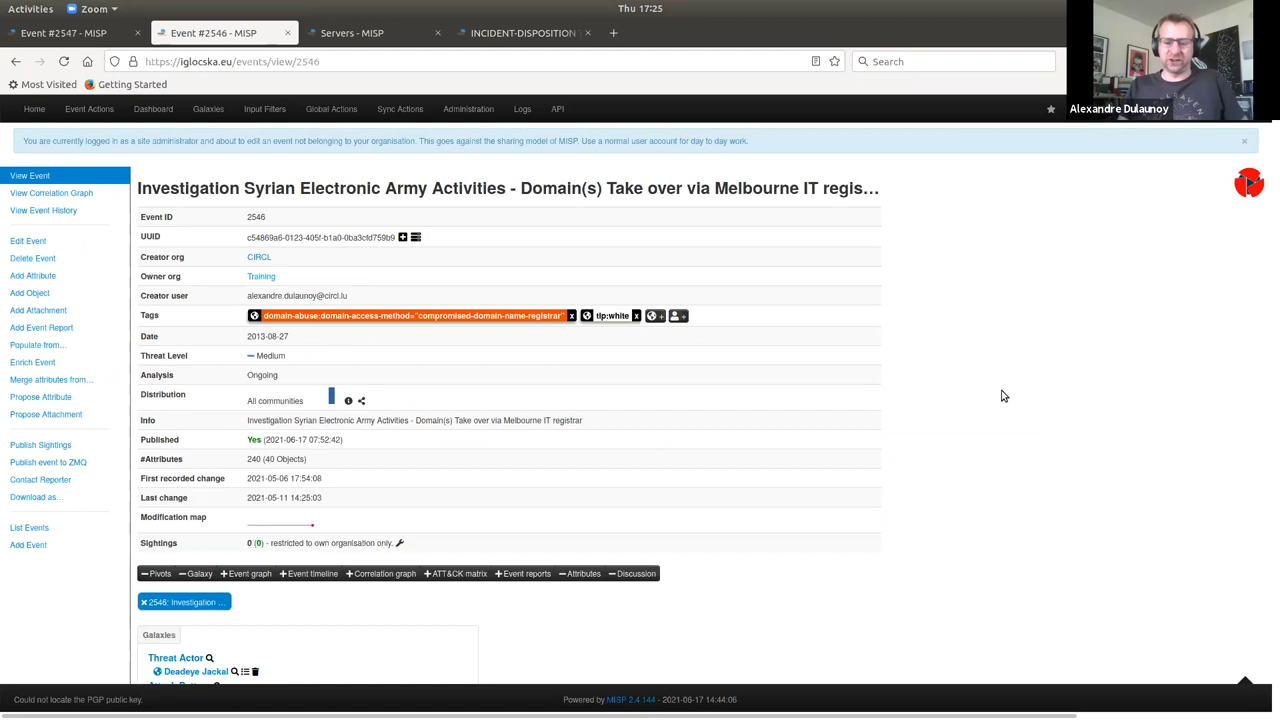 Activities Zoom Thu 17:25
Event #2547 - MISP Event #2546 - MISP Servers - MISP INCIDENT-DISPOSITION
https://iglocska.eu/events/view/2546 Search
Most Visited Getting Started
Alexandre Dulaunoy
Home Event Actions Dashboard Galaxies Input Filters Global Actions Sync Actions Administration Logs API
You are currently logged in as a site administrator and about to edit an event not belonging to your organisation. This goes against the sharing model of MISP. Use a normal user account for day to day work. ×
View Event
View Correlation Graph
View Event History
Edit Event
Delete Event
Add Attribute
Add Object
Add Attachment
Add Event Report
Populate from...
Enrich Event
Merge attributes from...
Propose Attribute
Propose Attachment
Publish Sightings
Publish event to ZMQ
Contact Reporter
Download as...
List Events
Add Event
Investigation Syrian Electronic Army Activities - Domain(s) Take over via Melbourne IT regis...
Event ID 2546
UUID c54869a6-0123-405f-b1a0-0ba3cfd759b9
Creator org CIRCL
Owner org Training
Creator user alexandre.dulaunoy@circl.lu
Tags domain-abuse:domain-access-method="compromised-domain-name-registrar" x tlp:white x + +
Date 2013-08-27
Threat Level Medium
Analysis Ongoing
Distribution All communities
Info Investigation Syrian Electronic Army Activities - Domain(s) Take over via Melbourne IT registrar
Published Yes (2021-06-17 07:52:42)
#Attributes 240 (40 Objects)
First recorded change 2021-05-06 17:54:08
Last change 2021-05-11 14:25:03
Modification map
Sightings 0 (0) - restricted to own organisation only.
Pivots Galaxy Event graph Event timeline Correlation graph ATT&CK matrix Event reports Attributes Discussion
2546: Investigation ...
Galaxies
Threat Actor
Deadeye Jackal
Could not locate the PGP public key. Powered by MISP 2.4.144 - 2021-06-17 14:44:06